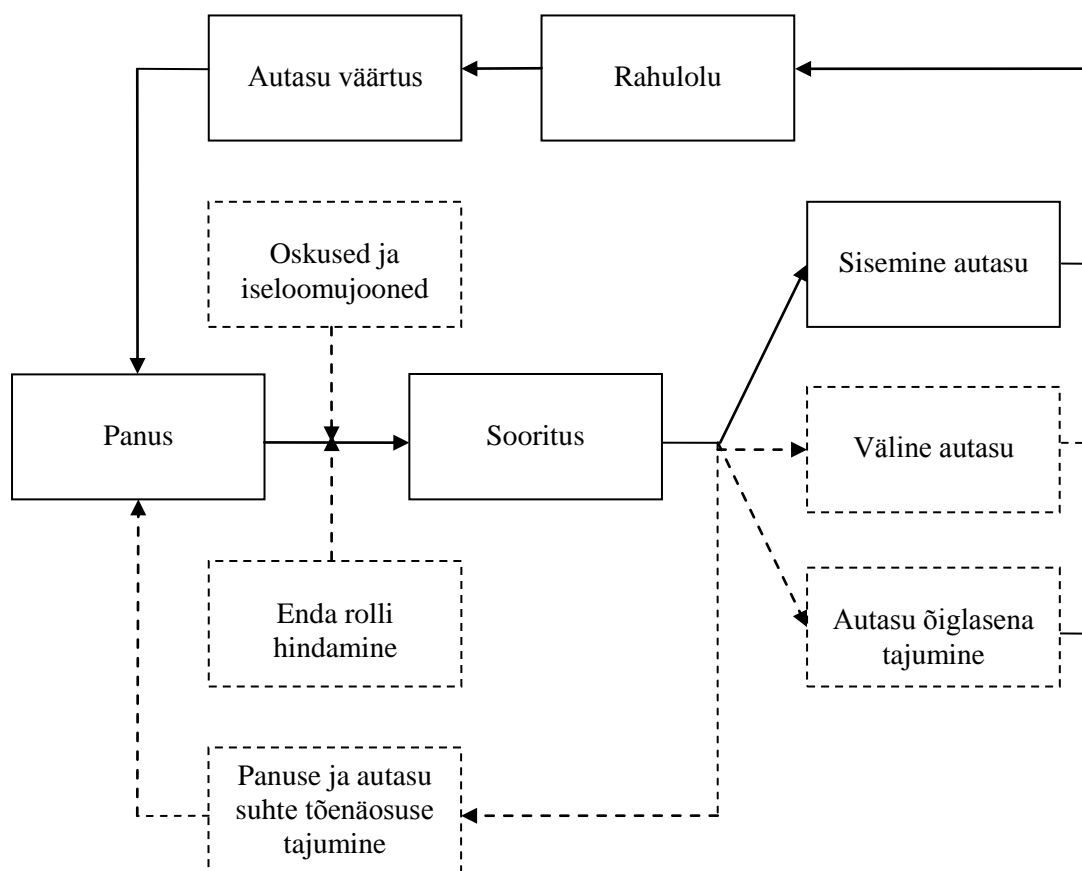 Autasu väärtus
Rahulolu
Oskused ja
iseloomujooned
Sisemine autasu
Panus
Sooritus
Väline autasu
Enda rolli
hindamine
Autasu õiglasena
tajumine
Panuse ja autasu
suhte tõenäosuse
tajumine